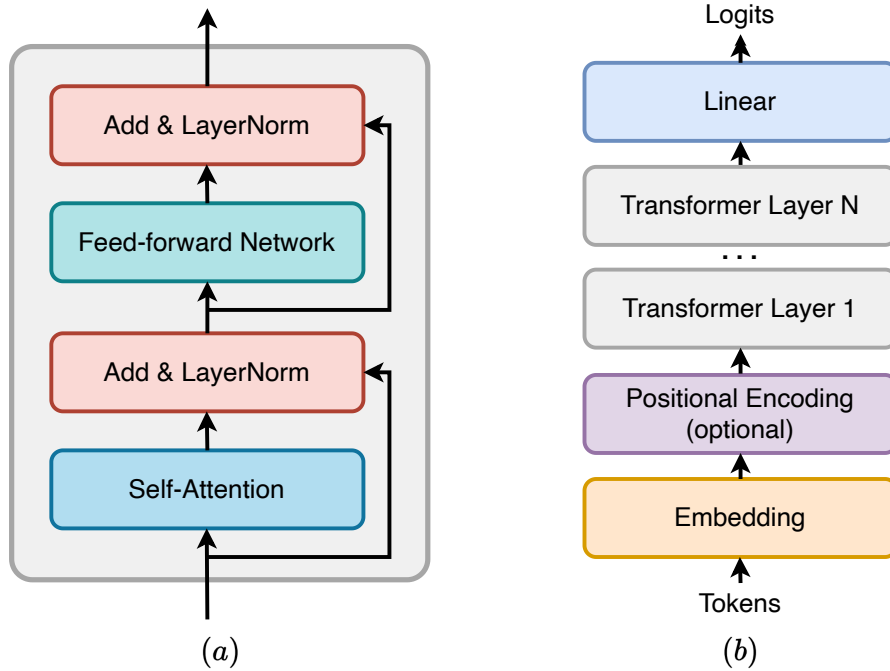 Add & LayerNorm
Feed-forward Network
Add & LayerNorm
Self-Attention
(a)
Logits
Linear
Transformer Layer N
...
Transformer Layer 1
Positional Encoding
(optional)
Embedding
Tokens
(b)